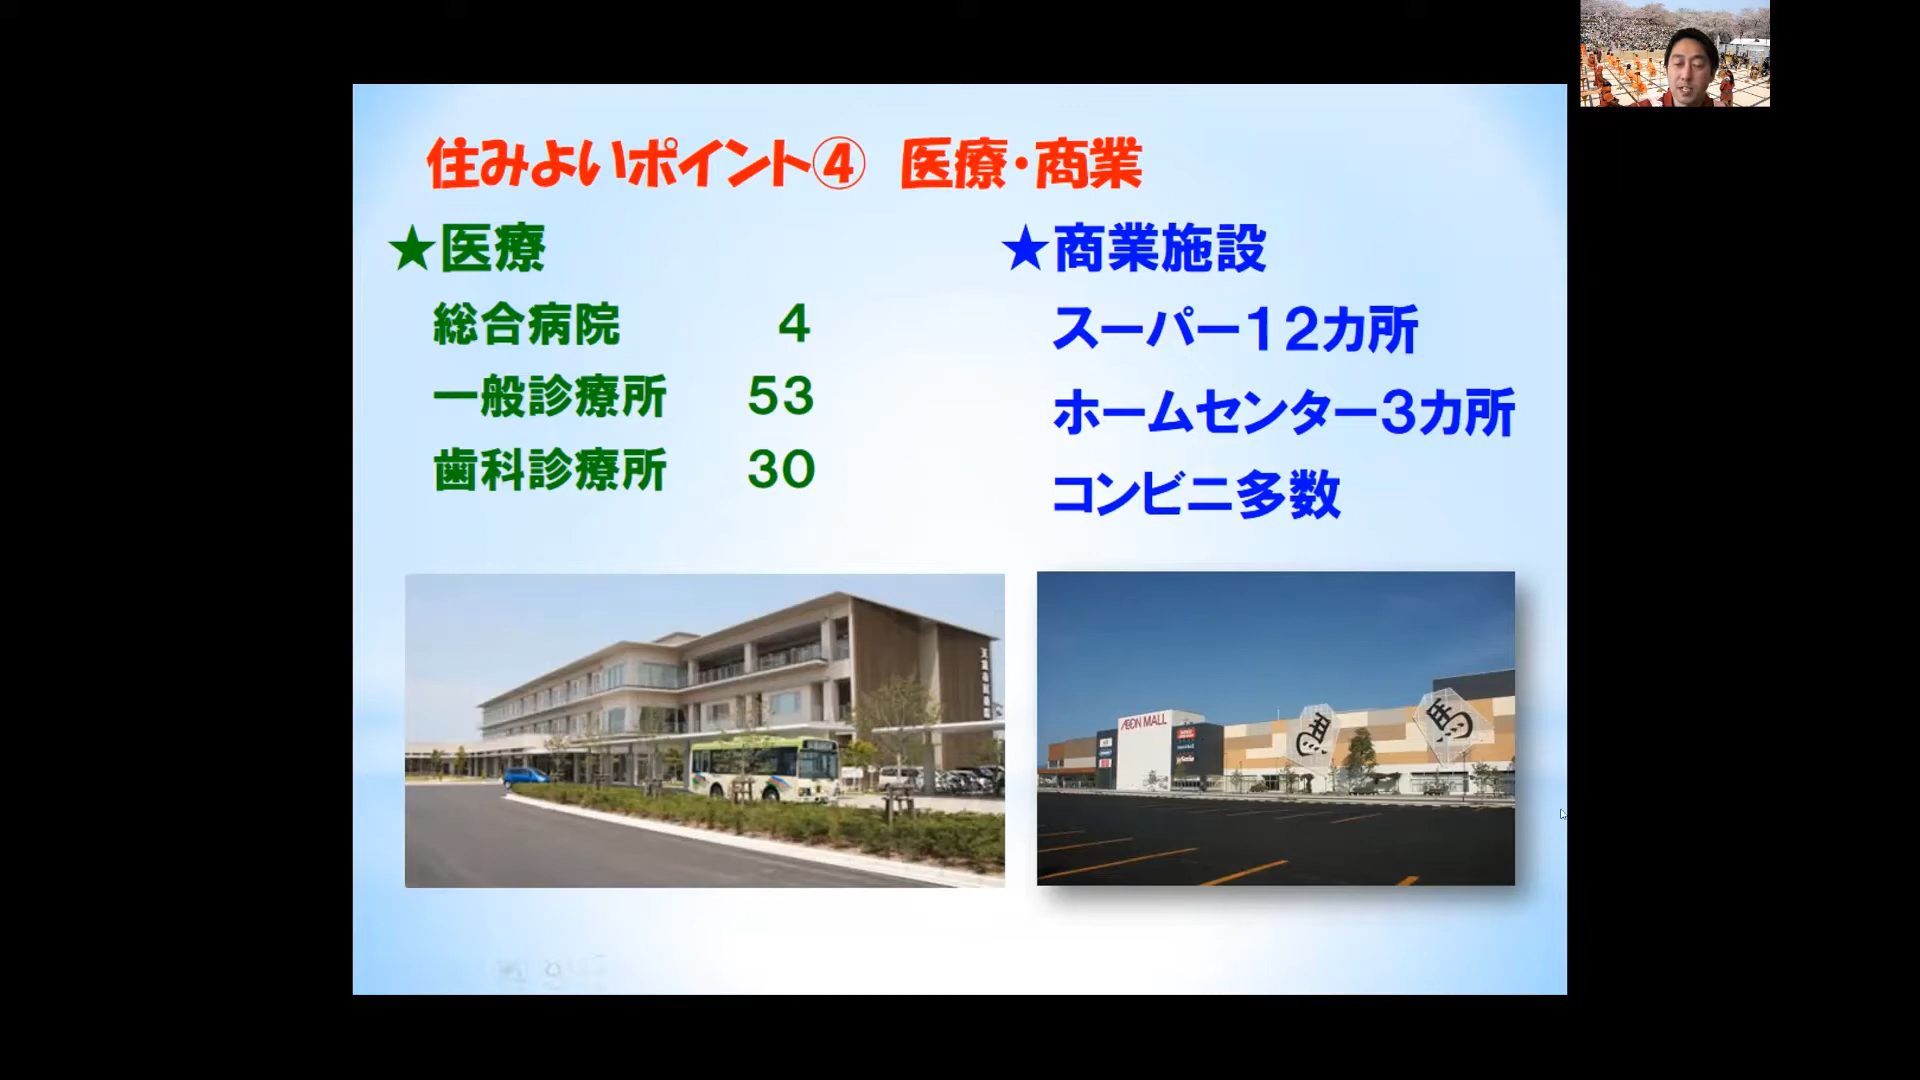 住みよいポイント④ 医療・商業
★医療
総合病院 4
一般診療所 53
歯科診療所 30
★商業施設
スーパー12カ所
ホームセンター3カ所
コンビニ多数
ÆON MALL
馬